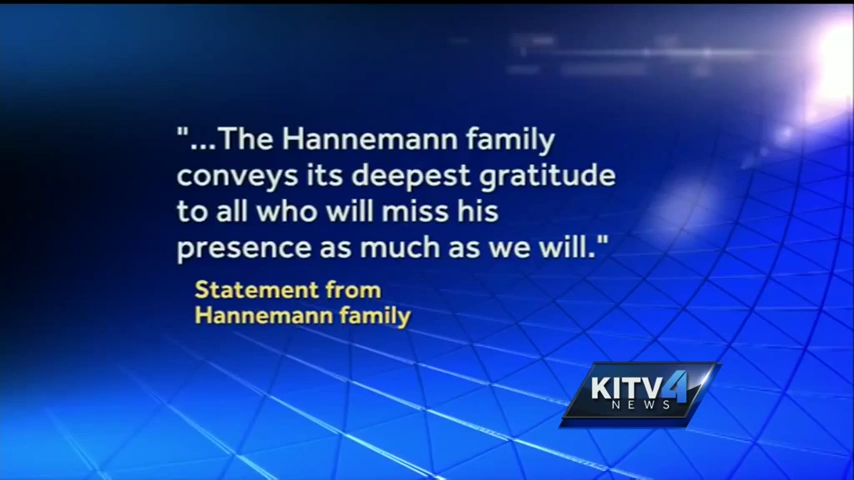 "...The Hannemann family
conveys its deepest gratitude
to all who will miss his
presence as much as we will."
Statement from
Hannemann family
KITV4
NEWS